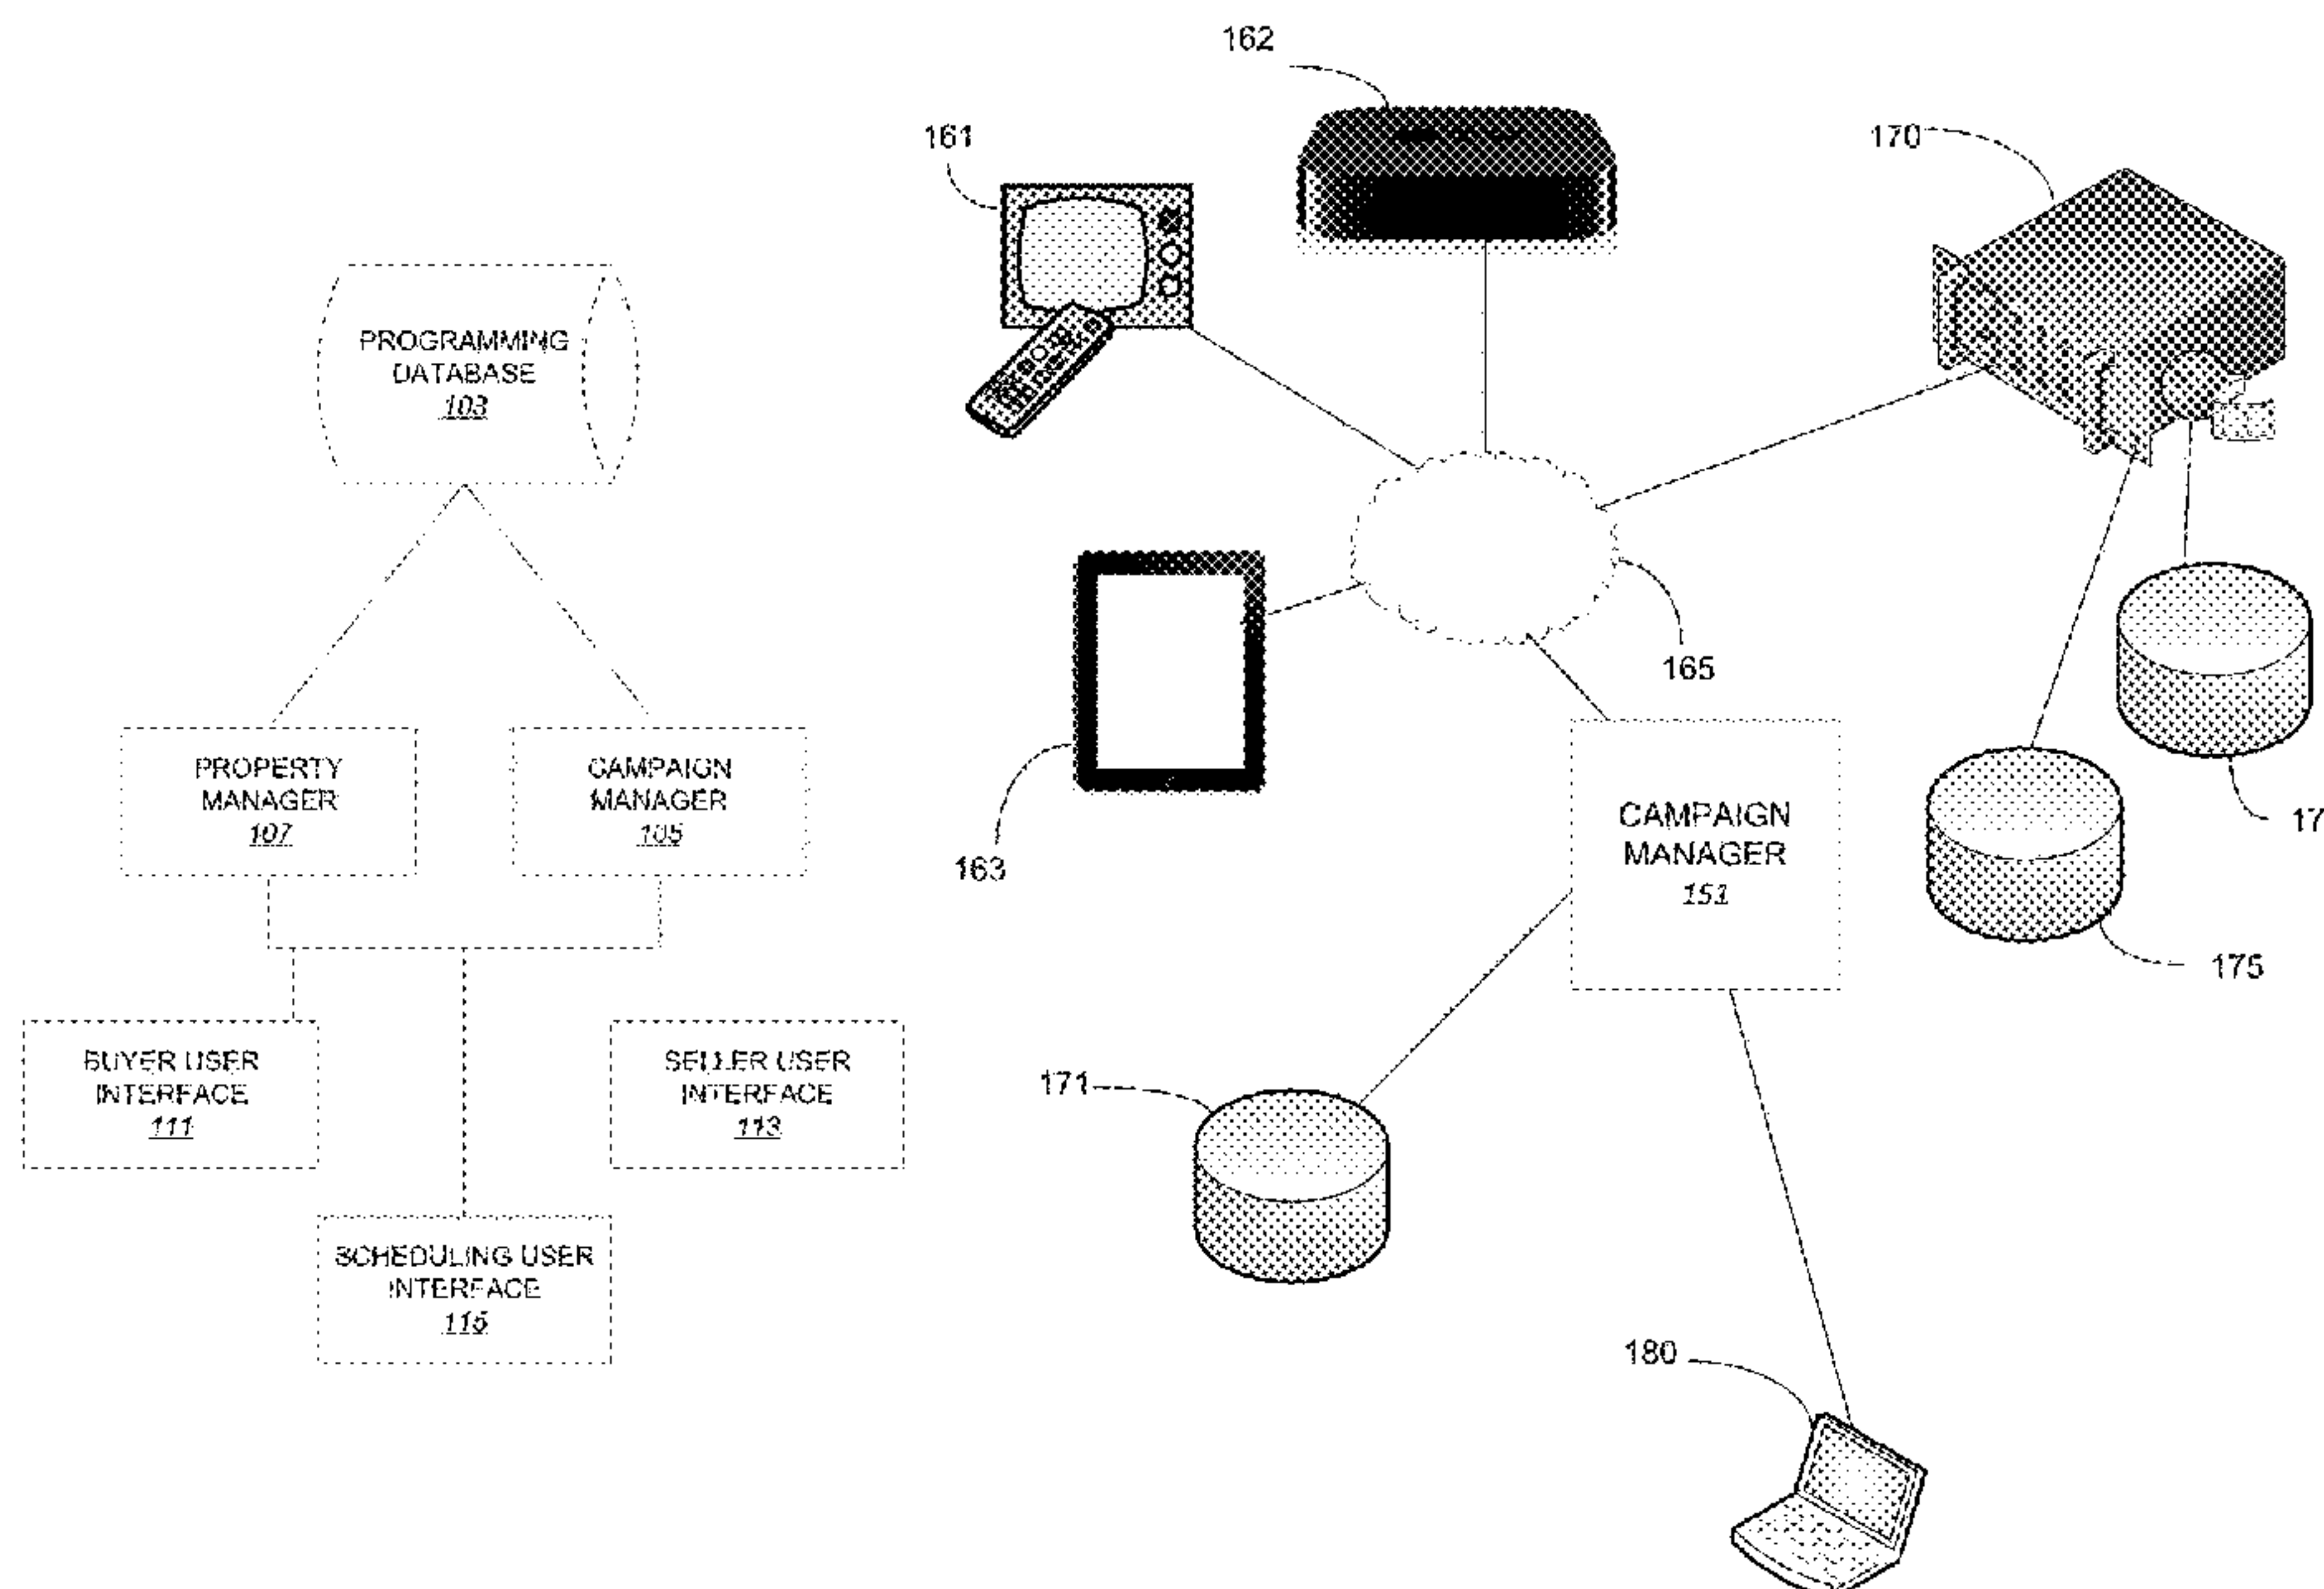 PROGRAMMING
DATABASE
103
PROPERTY
MANAGER
107
CAMPAIGN
MANAGER
105
BUYER USER
INTERFACE
111
SELLER USER
INTERFACE
113
SCHEDULING USER
INTERFACE
115
162
161
170
165
163
CAMPAIGN
MANAGER
151
17
175
171
180